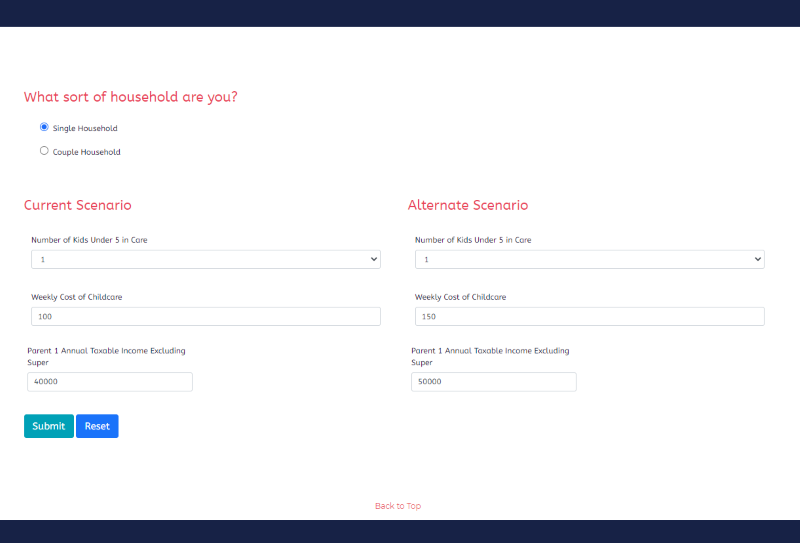 What sort of household are you?
Single Household
Couple Household
Current Scenario
Number of Kids Under 5 in Care
1
Weekly Cost of Childcare
100
Parent 1 Annual Taxable Income Excluding
Super
40000
Alternate Scenario
Number of Kids Under 5 in Care
1
Weekly Cost of Childcare
150
Parent 1 Annual Taxable Income Excluding
Super
50000
Submit
Reset
Back to Top